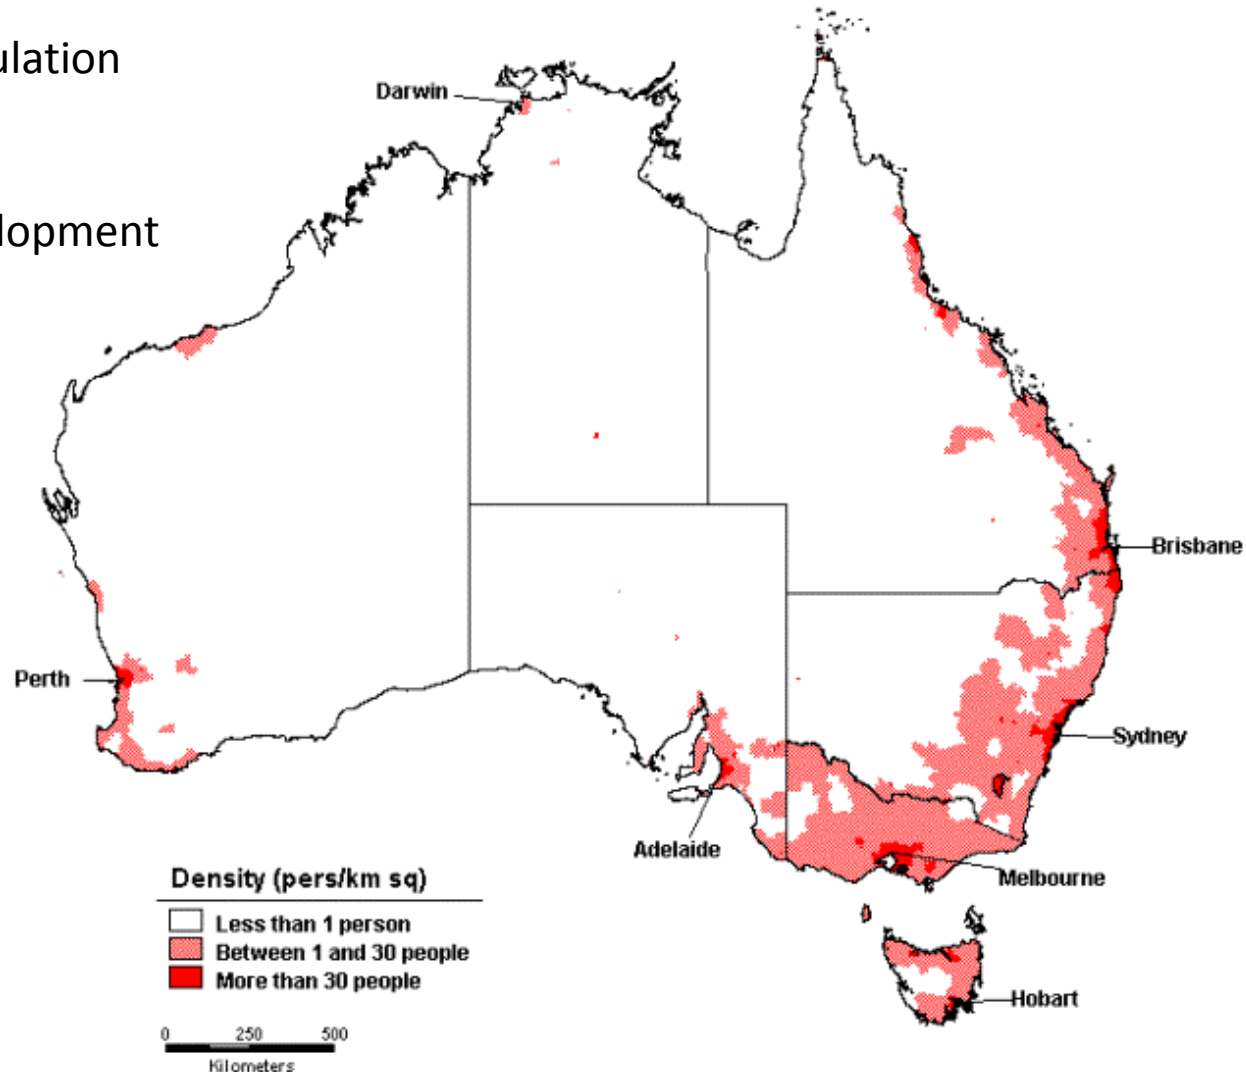 ulation
Darwin
lopment
Brisbane
Perth
Sydney
Adelaide
Melbourne
Density (pers/km sq)
Less than 1 person
Between 1 and 30 people
More than 30 people
Hobart
0 250 500
Kilometers